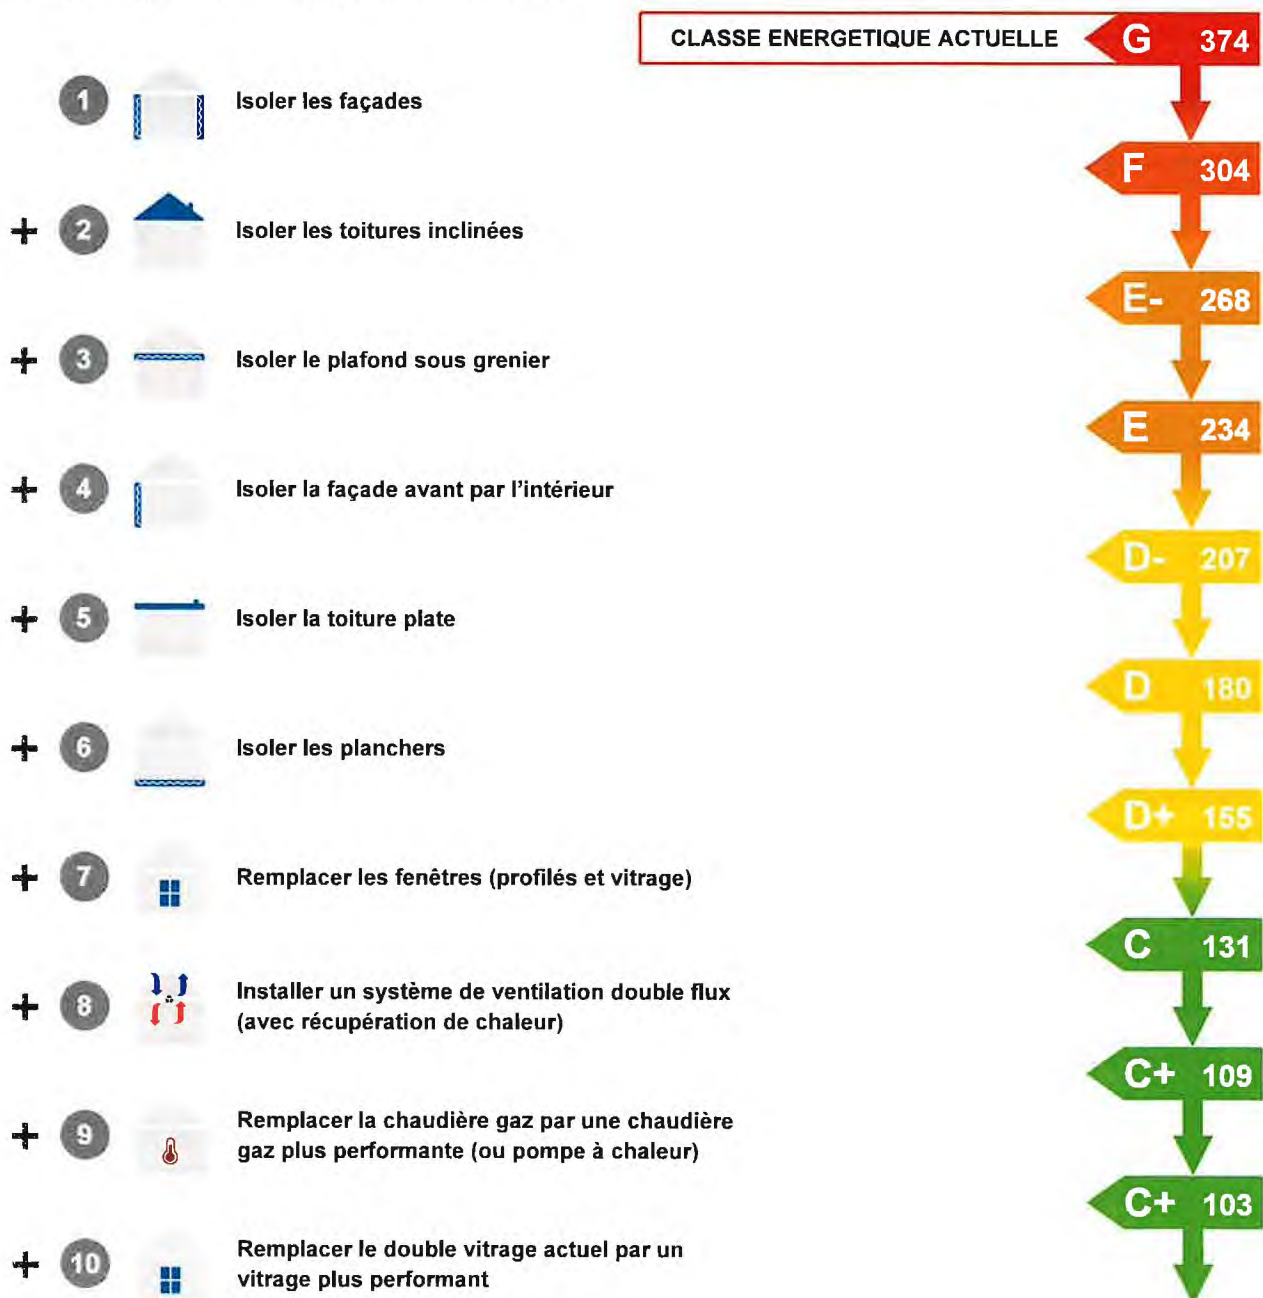 CLASSE ENERGETIQUE ACTUELLE
G 374
1 Isoler les façades
F 304
+ 2 Isoler les toitures inclinées
E- 268
+ 3 Isoler le plafond sous grenier
E 234
+ 4 Isoler la façade avant par l'intérieur
D- 207
+ 5 Isoler la toiture plate
D 180
+ 6 Isoler les planchers
D+ 155
+ 7 Remplacer les fenêtres (profilés et vitrage)
C 131
+ 8 Installer un système de ventilation double flux
(avec récupération de chaleur)
C+ 109
+ 9 Remplacer la chaudière gaz par une chaudière
gaz plus performante (ou pompe à chaleur)
C+ 103
+ 10 Remplacer le double vitrage actuel par un
vitrage plus performant